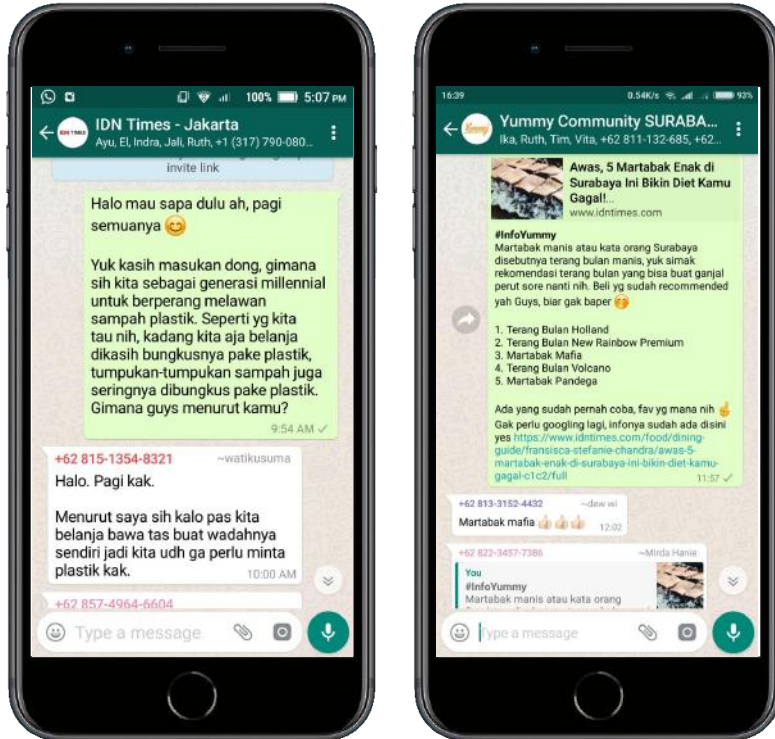 100% 5:07 PM
IDN TIMES
IDN Times - Jakarta
Ayu, El, Indra, Jali, Ruth, +1 (317) 790-080...
invite link
Halo mau sapa dulu ah, pagi
semuanya 😊
Yuk kasih masukan dong, gimana
sih kita sebagai generasi millennial
untuk berperang melawan
sampah plastik. Seperti yg kita
tau nih, kadang kita aja belanja
dikasih bungkusnya pake plastik,
tumpukan-tumpukan sampah juga
seringnya dibungkus pake plastik.
Gimana guys menurut kamu?
9:54 AM
+62 815-1354-8321 ~watikusuma
Halo. Pagi kak.
Menurut saya sih kalo pas kita
belanja bawa tas buat wadahnya
sendiri jadi kita udh ga perlu minta
plastik kak.
10:00 AM
+62 857-4964-6604
Type a message
16:39 0.54K/s 93%
Yummy
Yummy Community SURABA...
Ika, Ruth, Tim, Vita, +62 811-132-685, +62...
Awas, 5 Martabak Enak di
Surabaya Ini Bikin Diet Kamu
Gagal!...
www.idntimes.com
#InfoYummy
Martabak manis atau kata orang Surabaya
disebutnya terang bulan manis, yuk simak
rekomendasi terang bulan yang bisa buat ganjal
perut sore nanti nih. Beli yg sudah recommended
yah Guys, biar gak baper 😁
1. Terang Bulan Holland
2. Terang Bulan New Rainbow Premium
3. Martabak Mafia
4. Terang Bulan Volcano
5. Martabak Pandega
Ada yang sudah pernah coba, fav yg mana nih ☝
Gak perlu googling lagi, infonya sudah ada disini
yes https://www.idntimes.com/food/dining-
guide/fransisca-stefanie-chandra/awas-5-
martabak-enak-di-surabaya-ini-bikin-diet-kamu-
gagal-c1c2/full
11:57
+62 813-3152-4432 ~dew wi
Martabak mafia 👍🏻👍🏻👍🏻
12:02
+62 822-3457-7386 ~Mirda Hanie
You
#InfoYummy
Martabak manis atau kata orang
Type a message